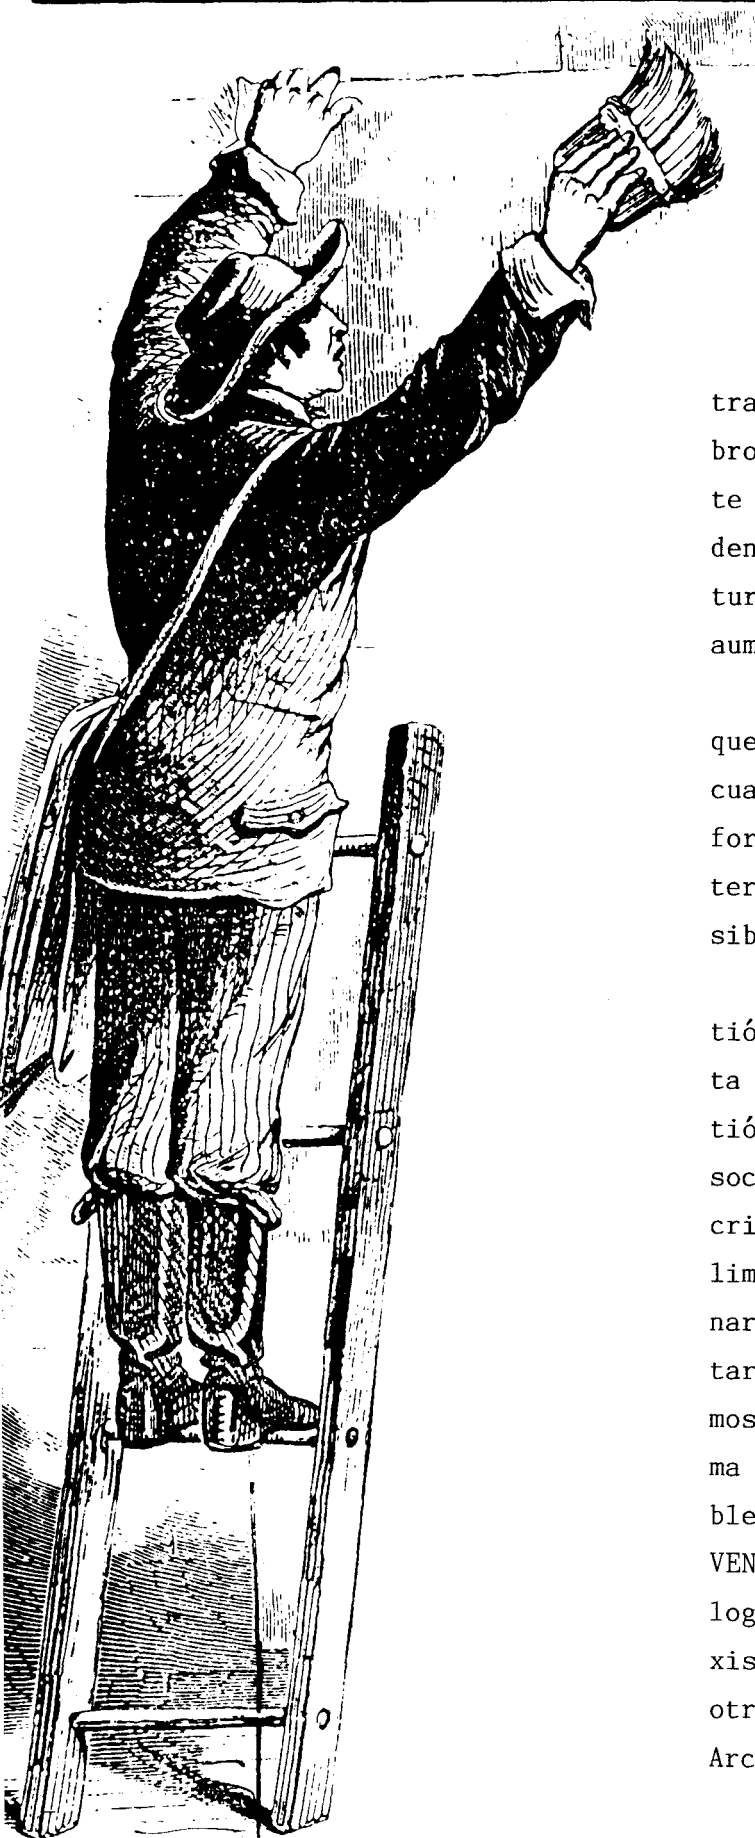 tra
bro
te
den
tur
aum
que
cua
for
ter
sib
tió
ta
tió
soc
cri
lim
nar
tar
mos
ma
ble
VEN
log
xis
otr
Arc